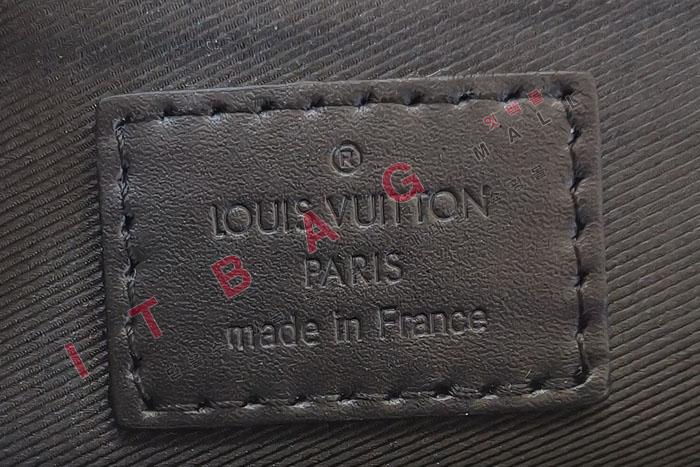 ®
LOUIS VUITTON
PARIS
made in France
ITBAG
MALL